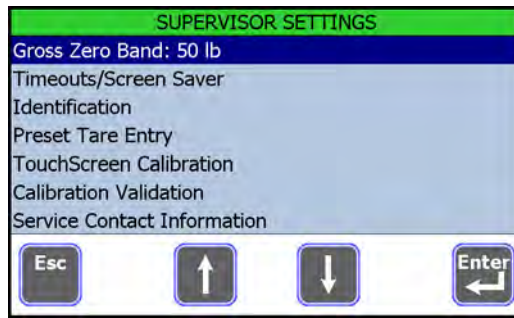 SUPERVISOR SETTINGS
Gross Zero Band: 50 lb
Timeouts/Screen Saver
Identification
Preset Tare Entry
TouchScreen Calibration
Calibration Validation
Service Contact Information
Esc
Enter